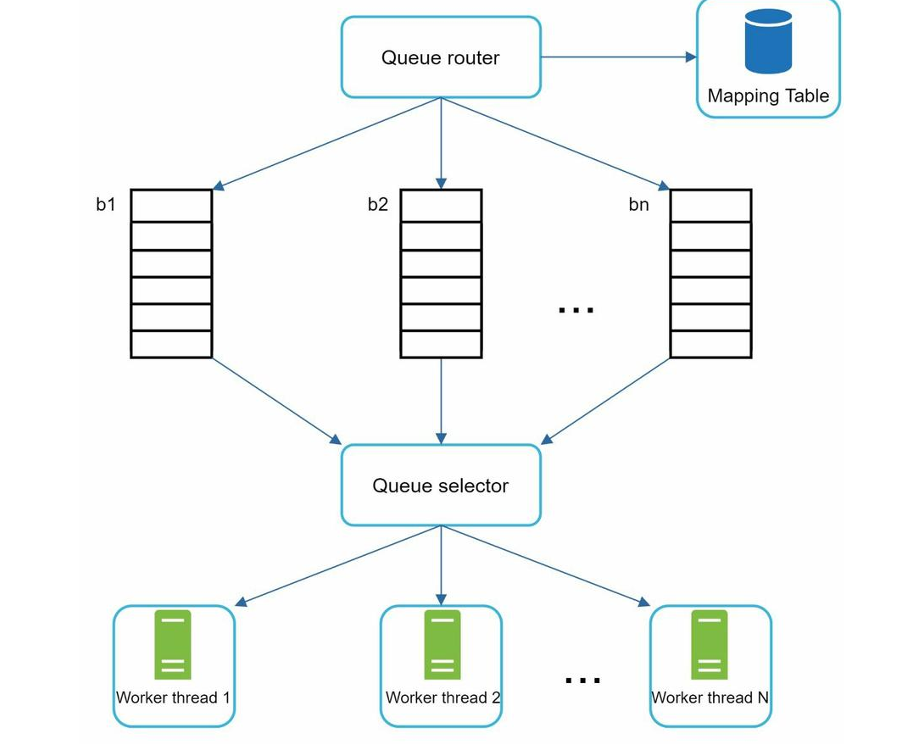 Queue router
Mapping Table
b1
b2
bn
...
Queue selector
Worker thread 1
Worker thread 2
...
Worker thread N